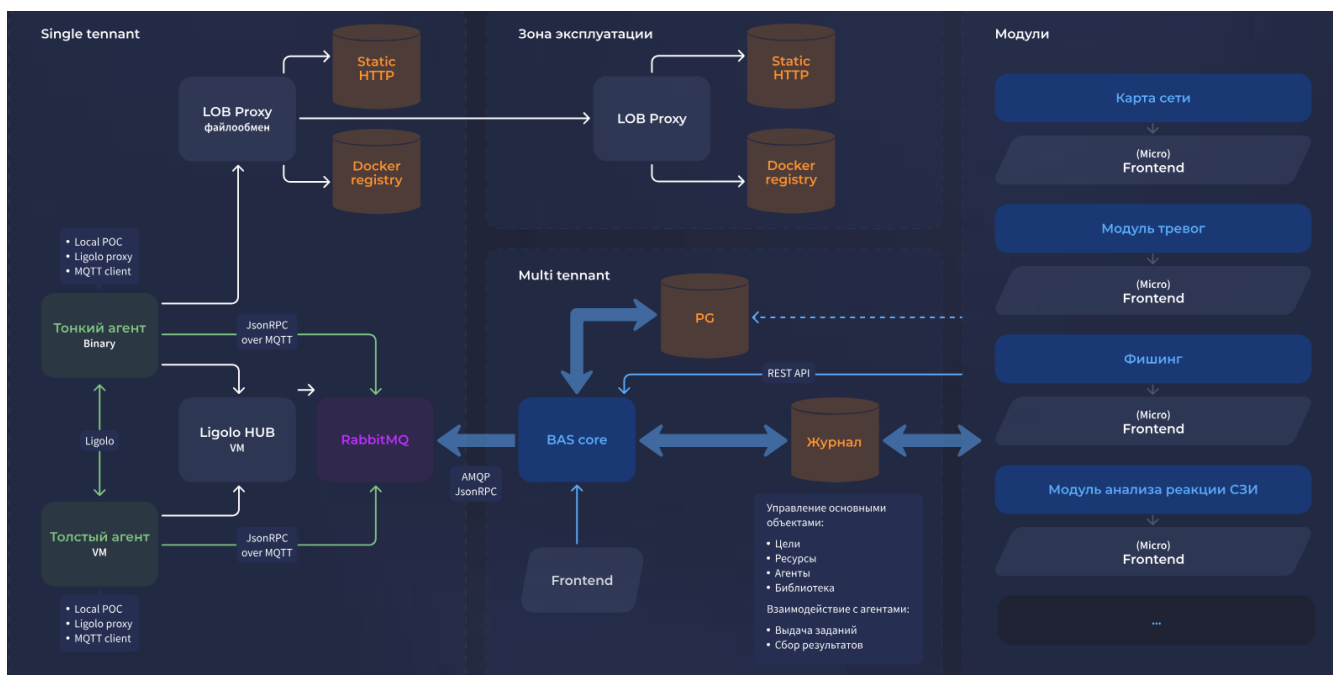 Single tennant
Static
HTTP
LOB Proxy
файлообмен
Docker
registry
• Local POC
• Ligolo proxy
• MQTT client
Тонкий агент
Binary
JsonRPC
over MQTT
Ligolo
Ligolo HUB
VM
RabbitMQ
Толстый агент
VM
JsonRPC
over MQTT
• Local POC
• Ligolo proxy
• MQTT client
Зона эксплуатации
Static
HTTP
LOB Proxy
Docker
registry
Multi tennant
PG
REST API
BAS core
Журнал
AMQP
JsonRPC
Frontend
Управление основными
объектами:
• Цели
• Ресурсы
• Агенты
• Библиотека
Взаимодействие с агентами:
• Выдача заданий
• Сбор результатов
Модули
Карта сети
(Micro)
Frontend
Модуль тревог
(Micro)
Frontend
Фишинг
(Micro)
Frontend
Модуль анализа реакции СЗИ
(Micro)
Frontend
...